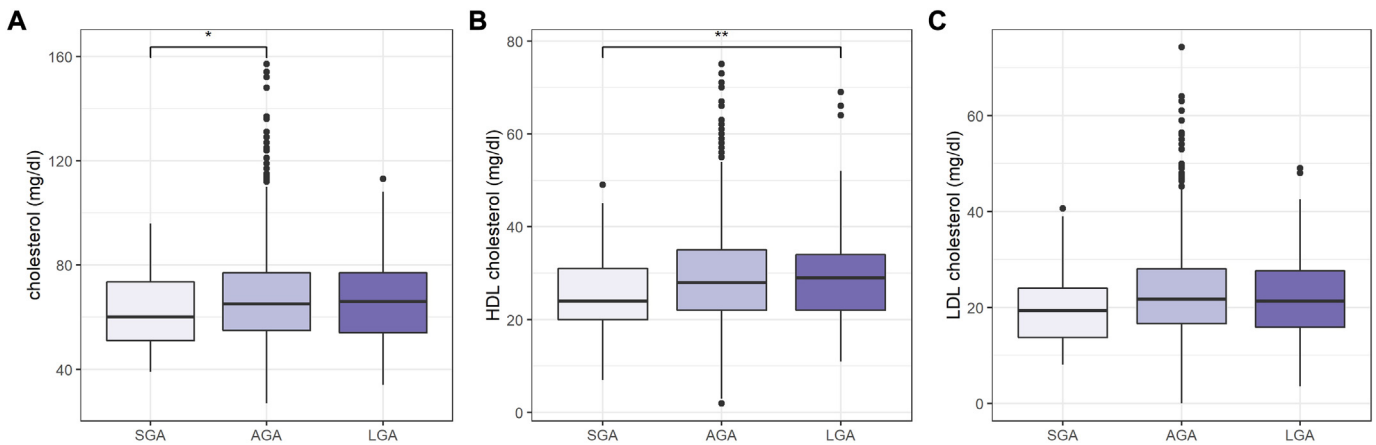 A
cholesterol (mg/dl)
160
120
80
40
*
SGA AGA LGA
B
HDL cholesterol (mg/dl)
80
60
40
20
0
**
SGA AGA LGA
C
LDL cholesterol (mg/dl)
60
40
20
0
SGA AGA LGA